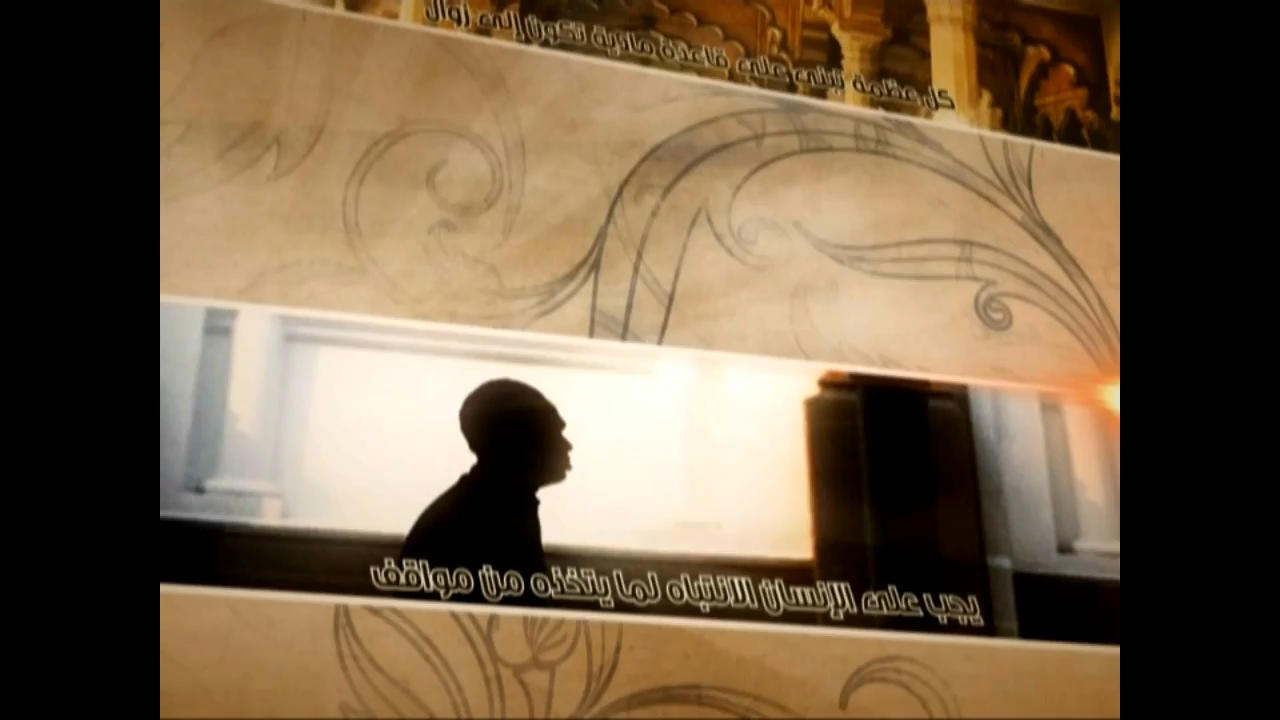 كل عظمة تبنى على قاعدة مادية تكون إلى زوال
يجب على الإنسان الانتباه لما يتخذه من مواقف